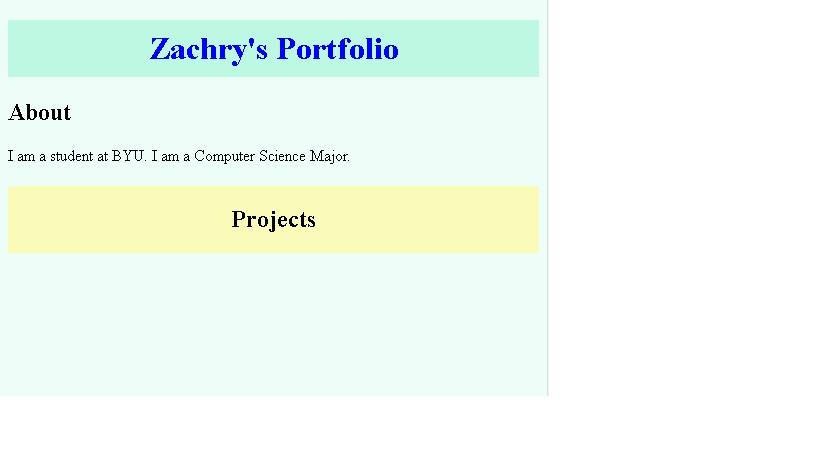 Zachry's Portfolio
About
I am a student at BYU. I am a Computer Science Major.
Projects